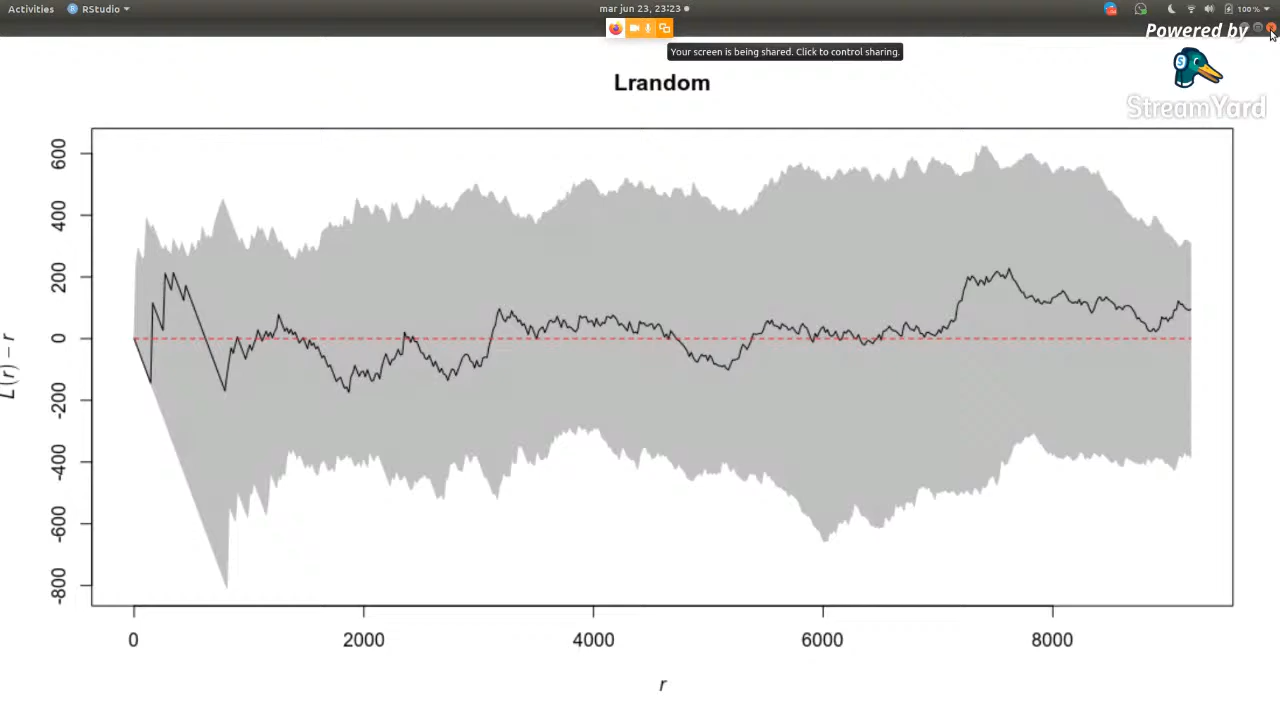 Activities RStudio mar jun 23, 23:23 100 %
Powered by
Your screen is being shared. Click to control sharing.
StreamYard
Lrandom
600
400
200
0
-200
-400
-600
-800
L(r) − r
0 2000 4000 6000 8000
r